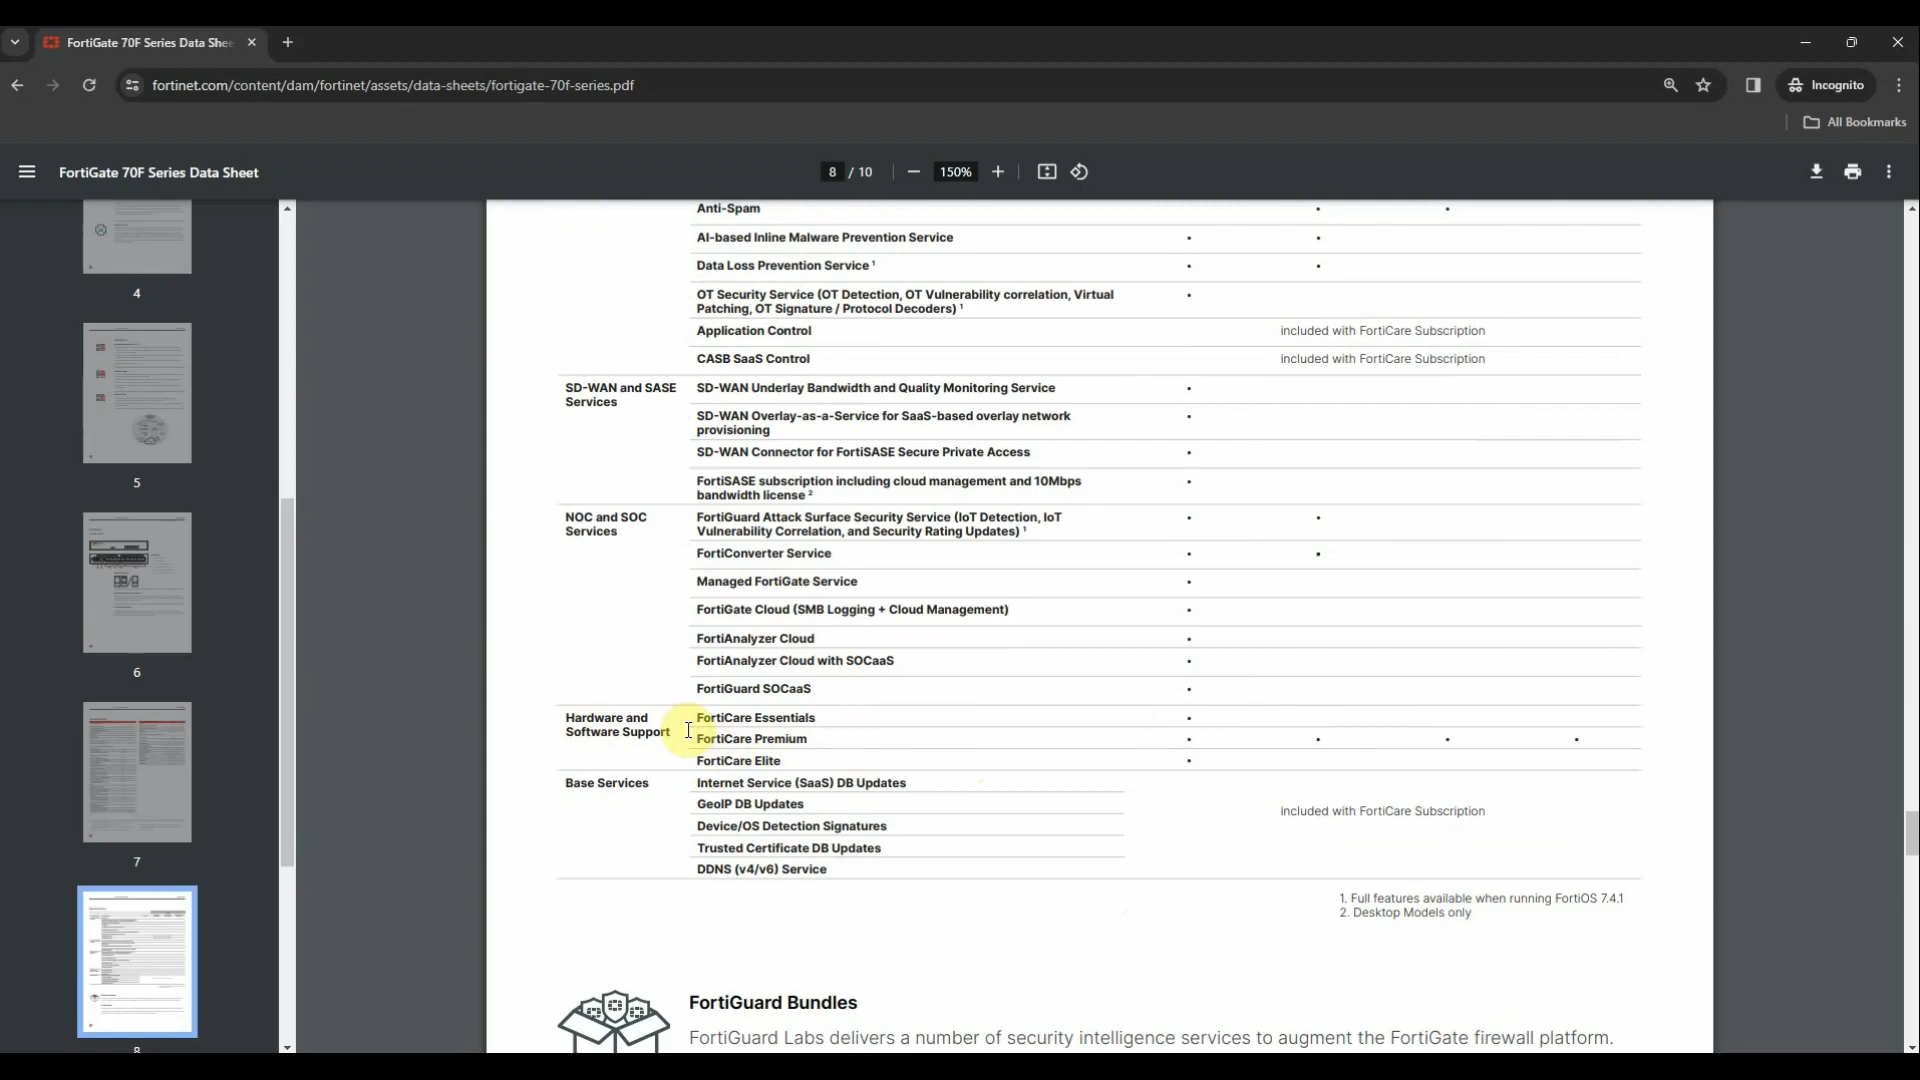 FortiGate 70F Series Data She
fortinet.com/content/dam/fortinet/assets/data-sheets/fortigate-70f-series.pdf
Incognito
All Bookmarks
FortiGate 70F Series Data Sheet
8 / 10
150%
4
5
6
7
8
Anti-Spam • •
AI-based Inline Malware Prevention Service • •
Data Loss Prevention Service ¹ • •
OT Security Service (OT Detection, OT Vulnerability correlation, Virtual •
Patching, OT Signature / Protocol Decoders) ¹
Application Control included with FortiCare Subscription
CASB SaaS Control included with FortiCare Subscription
SD-WAN and SASE SD-WAN Underlay Bandwidth and Quality Monitoring Service •
Services
SD-WAN Overlay-as-a-Service for SaaS-based overlay network •
provisioning
SD-WAN Connector for FortiSASE Secure Private Access •
FortiSASE subscription including cloud management and 10Mbps •
bandwidth license ²
NOC and SOC FortiGuard Attack Surface Security Service (IoT Detection, IoT • •
Services Vulnerability Correlation, and Security Rating Updates) ¹
FortiConverter Service • •
Managed FortiGate Service •
FortiGate Cloud (SMB Logging + Cloud Management) •
FortiAnalyzer Cloud •
FortiAnalyzer Cloud with SOCaaS •
FortiGuard SOCaaS •
Hardware and FortiCare Essentials •
Software Support
FortiCare Premium • • • •
FortiCare Elite •
Base Services Internet Service (SaaS) DB Updates
GeoIP DB Updates
included with FortiCare Subscription
Device/OS Detection Signatures
Trusted Certificate DB Updates
DDNS (v4/v6) Service
1. Full features available when running FortiOS 7.4.1
2. Desktop Models only
FortiGuard Bundles
FortiGuard Labs delivers a number of security intelligence services to augment the FortiGate firewall platform.